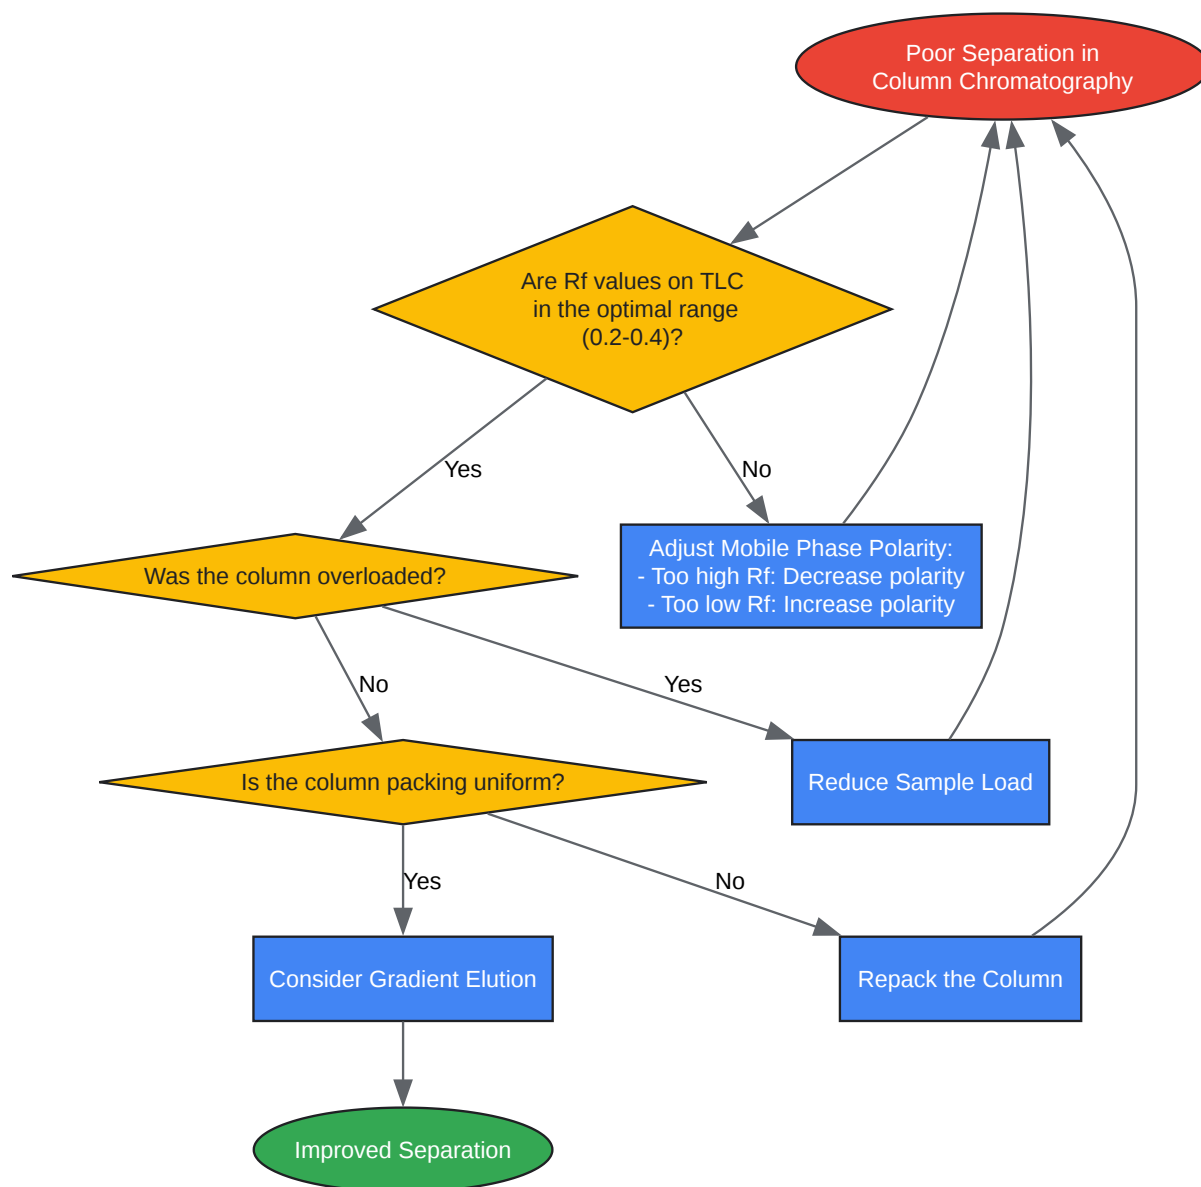 Poor Separation in
Column Chromatography
Are Rf values on TLC
in the optimal range
(0.2-0.4)?
Yes
No
Adjust Mobile Phase Polarity:
- Too high Rf: Decrease polarity
- Too low Rf: Increase polarity
Was the column overloaded?
No
Yes
Reduce Sample Load
Is the column packing uniform?
Yes
No
Consider Gradient Elution
Repack the Column
Improved Separation